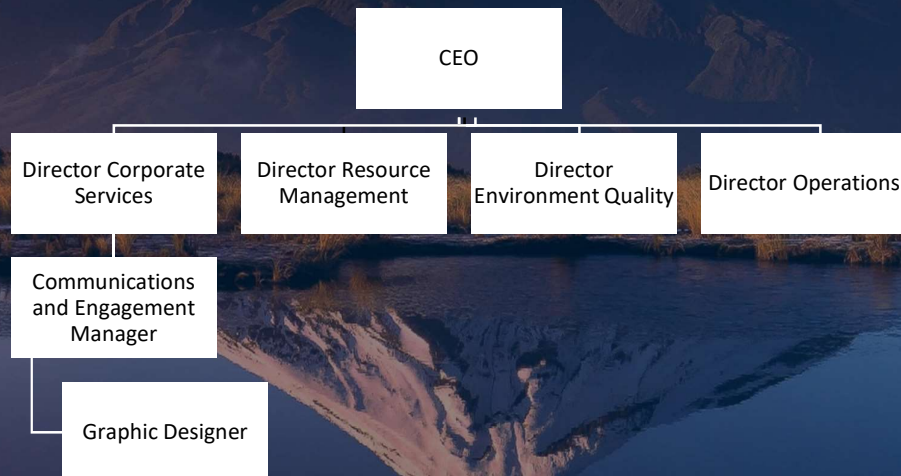 CEO
Director Corporate
Services
Director Resource
Management
Director
Environment Quality
Director Operations
Communications
and Engagement
Manager
Graphic Designer